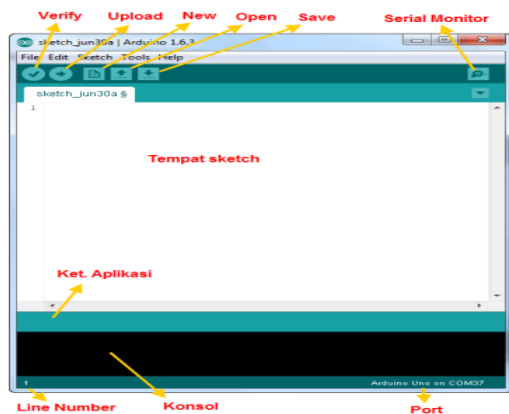 Verify Upload New Open Save Serial Monitor
sketch_jun30a | Arduino 1.6.3
File Edit Sketch Tools Help
sketch_jun30a §
1
Tempat sketch
Ket. Aplikasi
1 Arduino Uno on COM37
Line Number Konsol Port